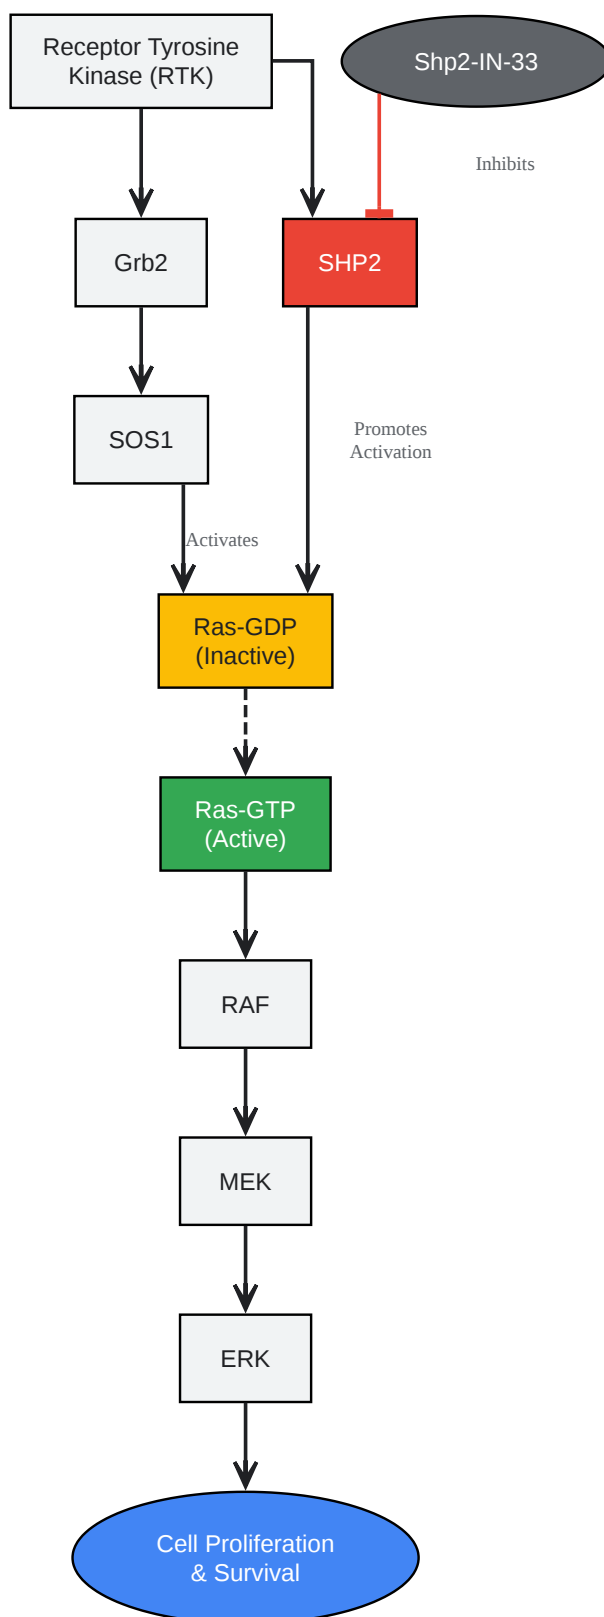 Receptor Tyrosine
Kinase (RTK)
Shp2-IN-33
Inhibits
Grb2
SHP2
SOS1
Promotes
Activation
Activates
Ras-GDP
(Inactive)
Ras-GTP
(Active)
RAF
MEK
ERK
Cell Proliferation
& Survival